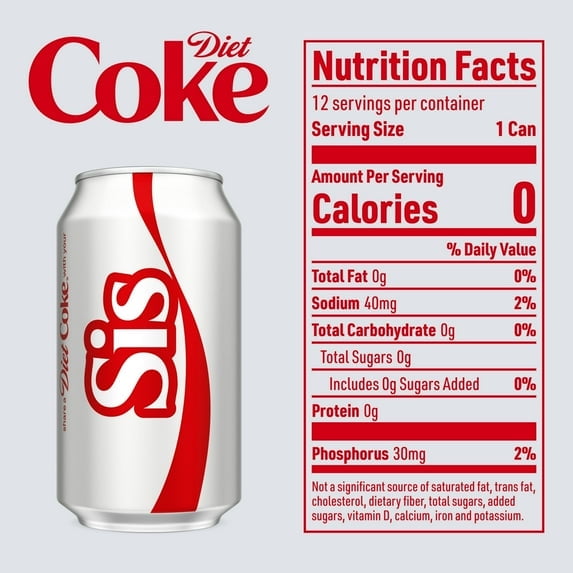 Diet
Coke
share a Diet Coke with your
Sis
Nutrition Facts
12 servings per container
Serving Size 1 Can
Amount Per Serving
Calories 0
% Daily Value
Total Fat 0g 0%
Sodium 40mg 2%
Total Carbohydrate 0g 0%
Total Sugars 0g
Includes 0g Sugars Added 0%
Protein 0g
Phosphorus 30mg 2%
Not a significant source of saturated fat, trans fat,
cholesterol, dietary fiber, total sugars, added
sugars, vitamin D, calcium, iron and potassium.